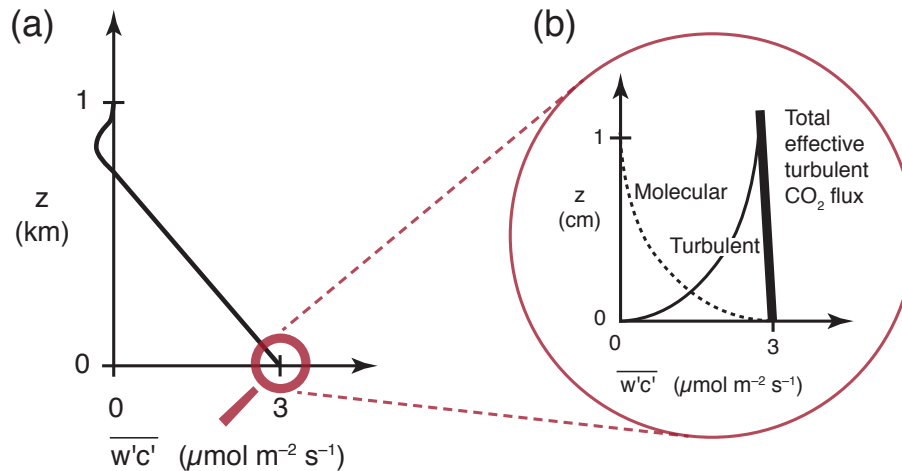 (a)
1
z
(km)
0
0
3
w'c' (µmol m⁻² s⁻¹)
(b)
1
z
(cm)
0
0
3
Molecular
Turbulent
Total
effective
turbulent
CO₂ flux
w'c' (µmol m⁻² s⁻¹)